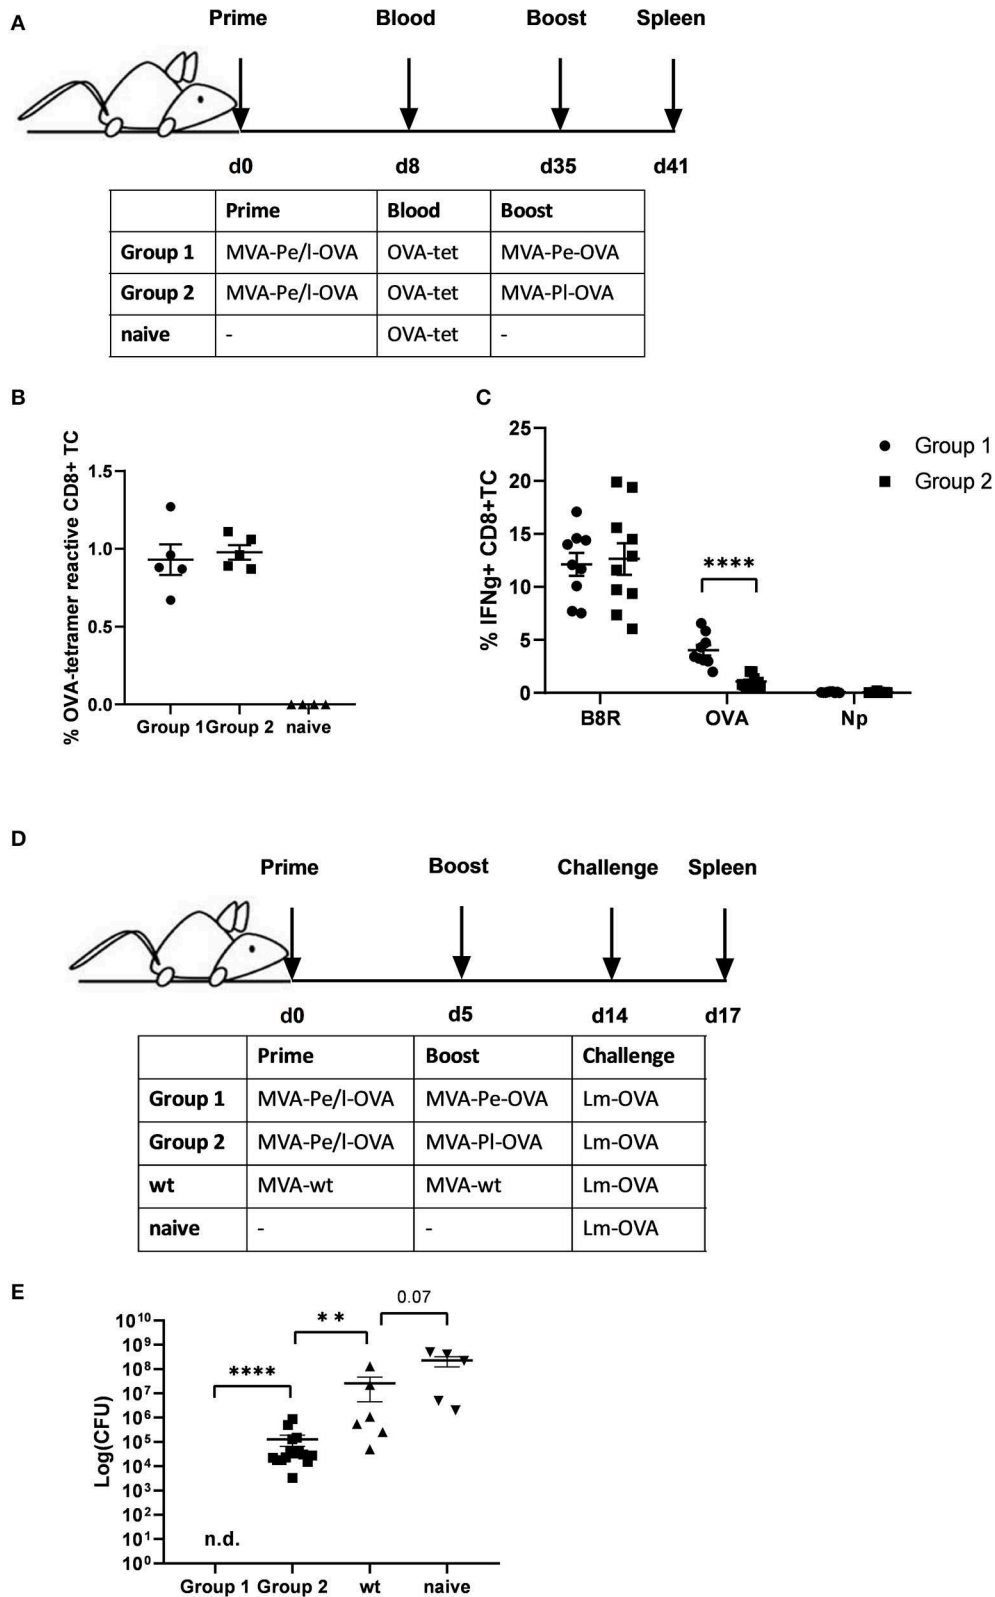 A
Prime Blood Boost Spleen
d0 d8 d35 d41
Prime Blood Boost
Group 1 MVA-Pe/l-OVA OVA-tet MVA-Pe-OVA
Group 2 MVA-Pe/l-OVA OVA-tet MVA-Pl-OVA
naive - OVA-tet -
B
% OVA-tetramer reactive CD8+ TC
1.5
1.0
0.5
0.0
Group 1 Group 2 naive
C
% IFNg+ CD8+TC
25
20
15
10
5
0
****
B8R OVA Np
Group 1
Group 2
D
Prime Boost Challenge Spleen
d0 d5 d14 d17
Prime Boost Challenge
Group 1 MVA-Pe/l-OVA MVA-Pe-OVA Lm-OVA
Group 2 MVA-Pe/l-OVA MVA-Pl-OVA Lm-OVA
wt MVA-wt MVA-wt Lm-OVA
naive - - Lm-OVA
E
Log(CFU)
10¹⁰
10⁹
10⁸
10⁷
10⁶
10⁵
10⁴
10³
10²
10¹
10⁰
****
**
0.07
n.d.
Group 1 Group 2 wt naive